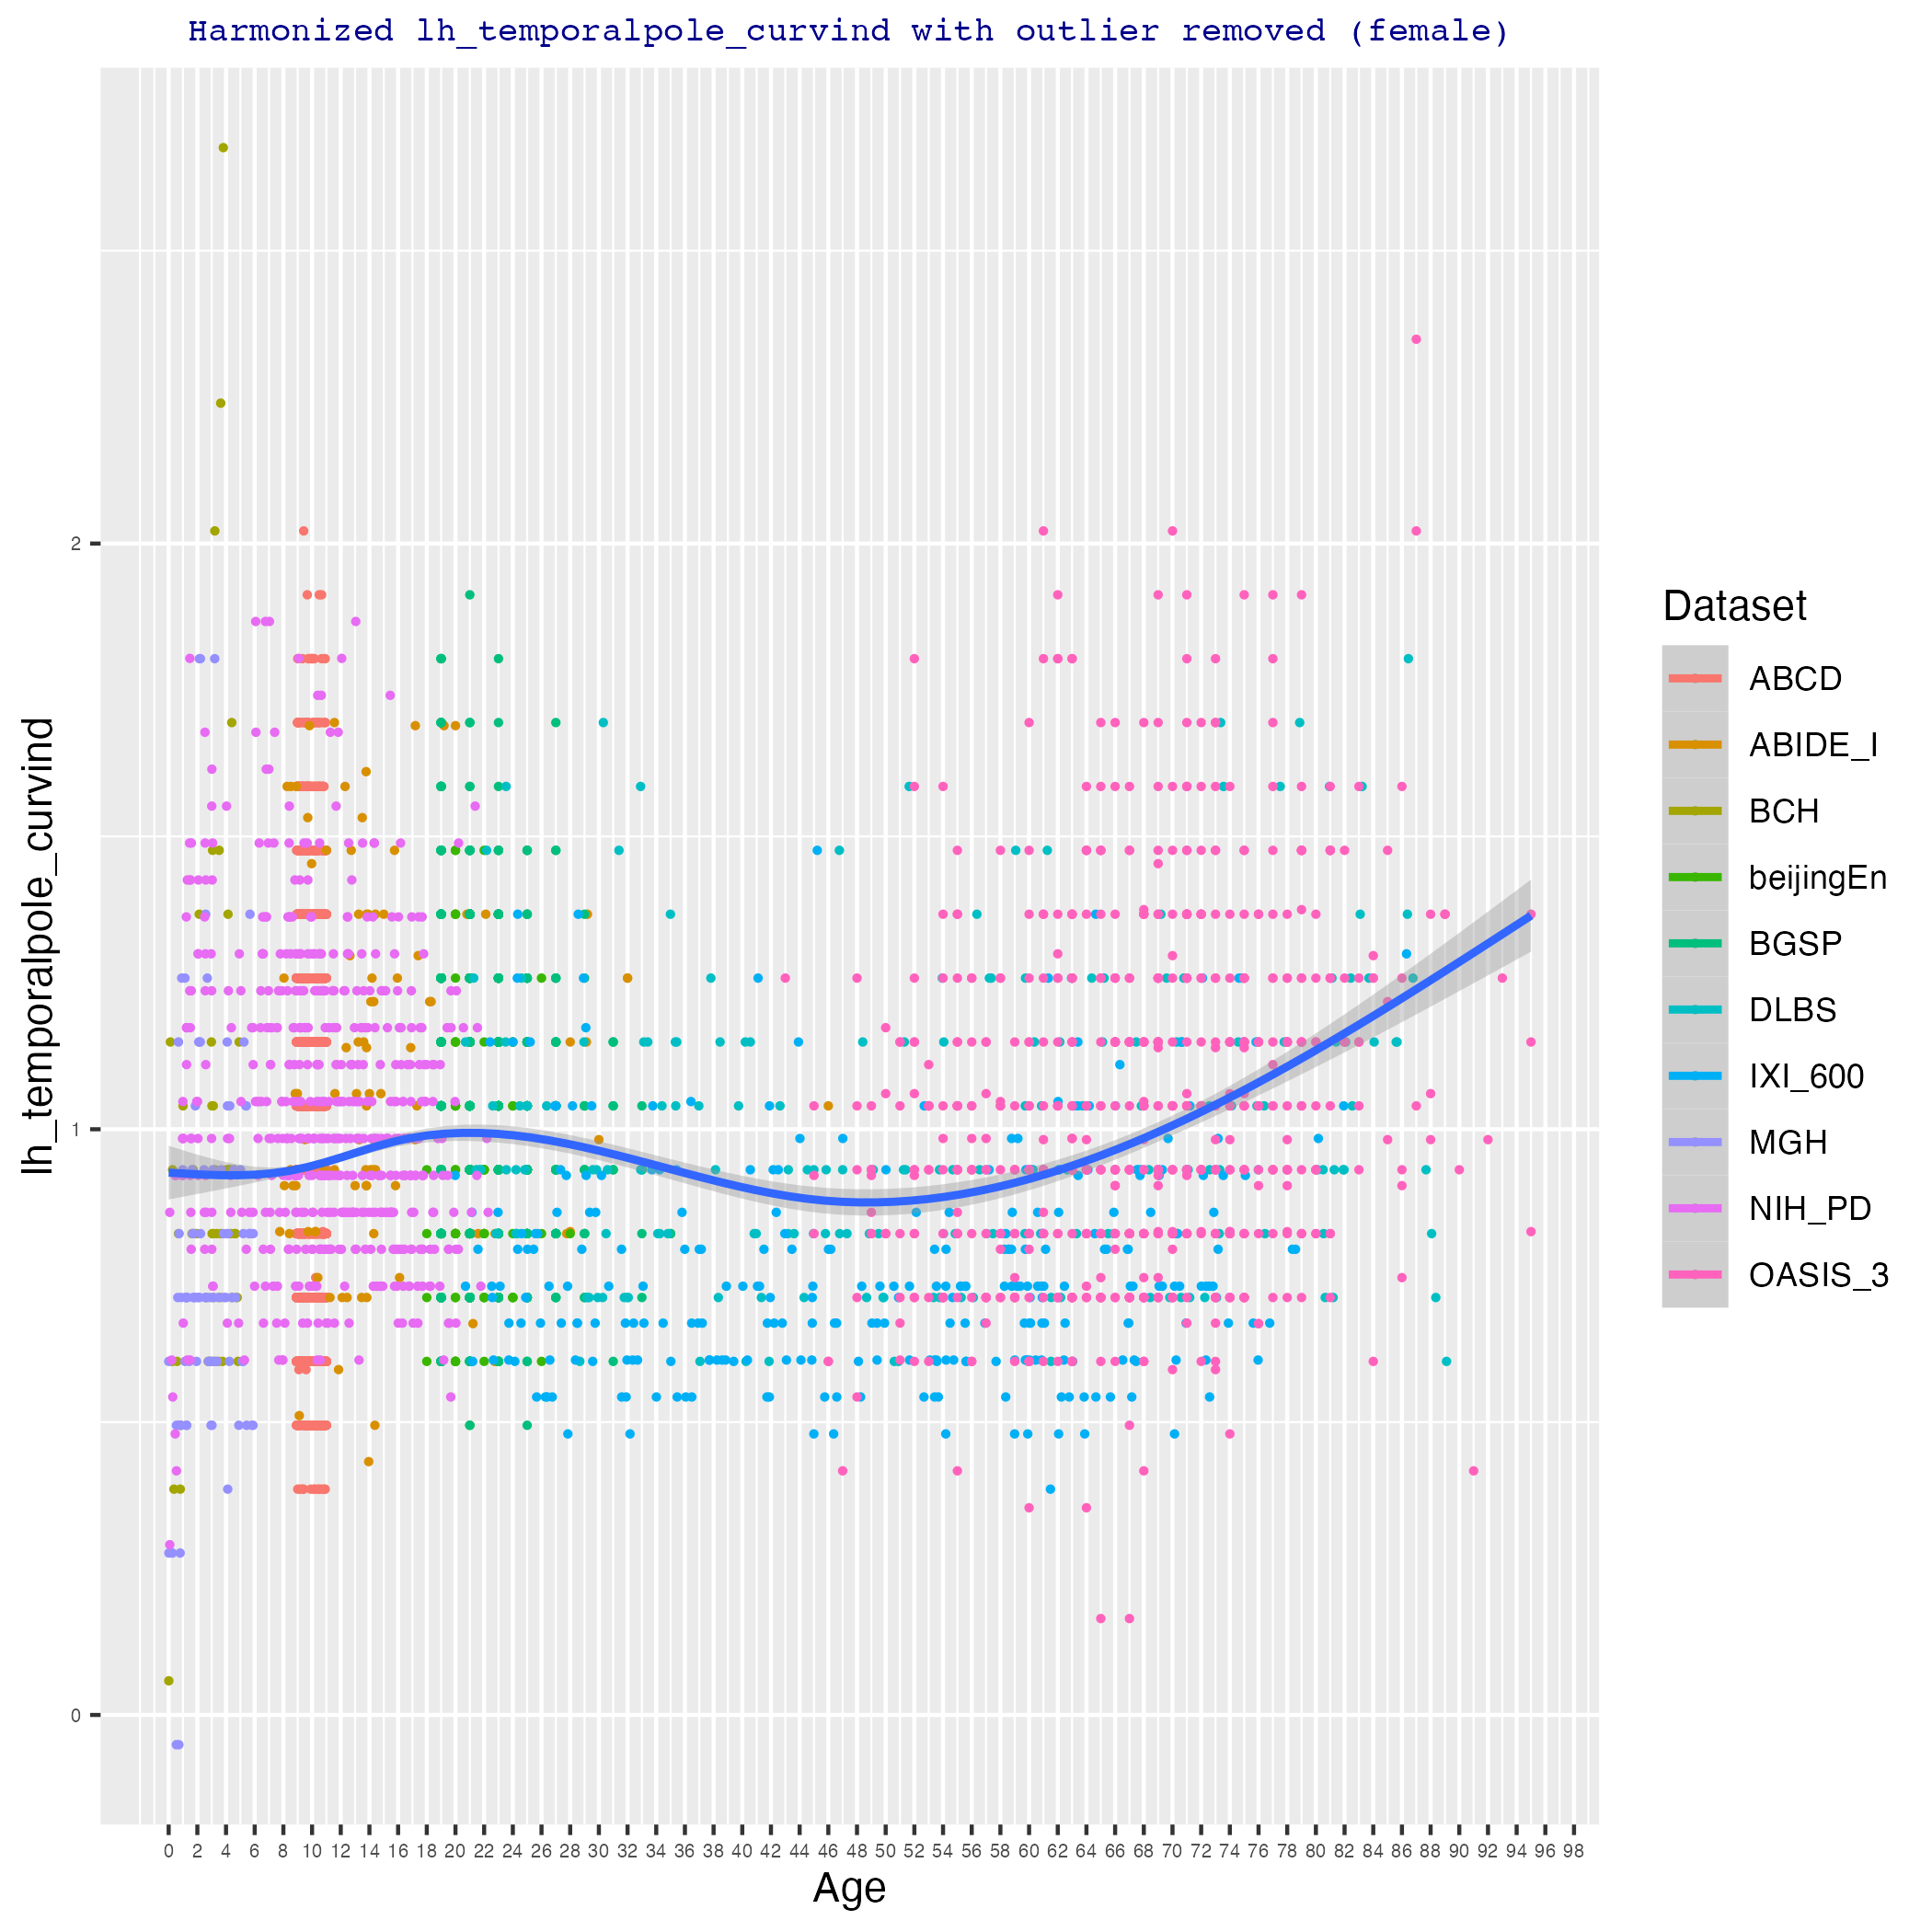 Harmonized lh_temporalpole_curvind with outlier removed (female)
lh_temporalpole_curvind
2
1
0
0 2 4 6 8 10 12 14 16 18 20 22 24 26 28 30 32 34 36 38 40 42 44 46 48 50 52 54 56 58 60 62 64 66 68 70 72 74 76 78 80 82 84 86 88 90 92 94 96 98
Age
Dataset
ABCD
ABIDE_I
BCH
beijingEn
BGSP
DLBS
IXI_600
MGH
NIH_PD
OASIS_3